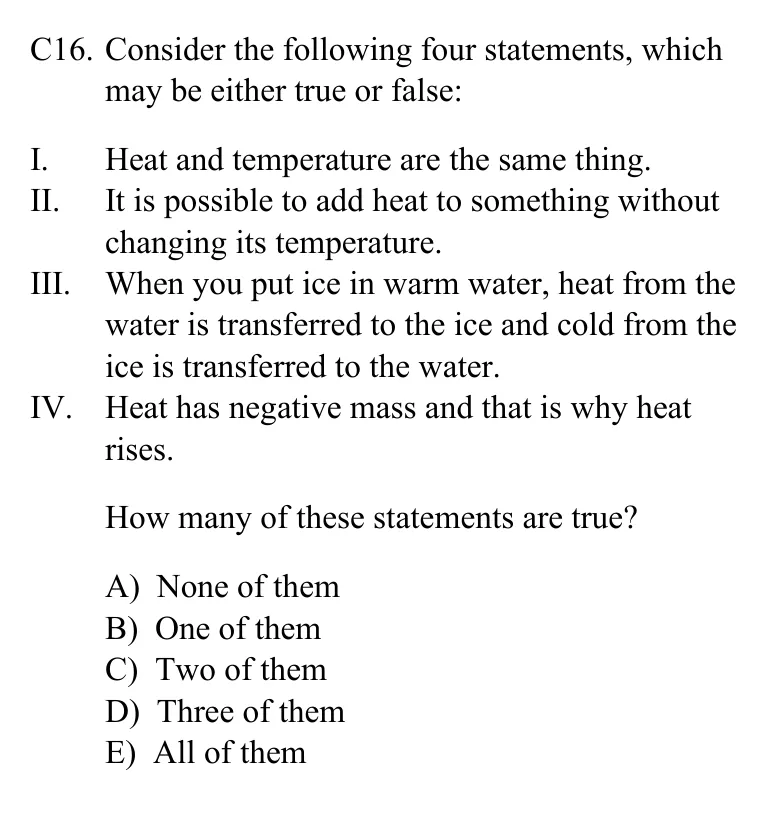 C16. Consider the following four statements, which
may be either true or false:
I. Heat and temperature are the same thing.
II. It is possible to add heat to something without
changing its temperature.
III. When you put ice in warm water, heat from the
water is transferred to the ice and cold from the
ice is transferred to the water.
IV. Heat has negative mass and that is why heat
rises.
How many of these statements are true?
A) None of them
B) One of them
C) Two of them
D) Three of them
E) All of them